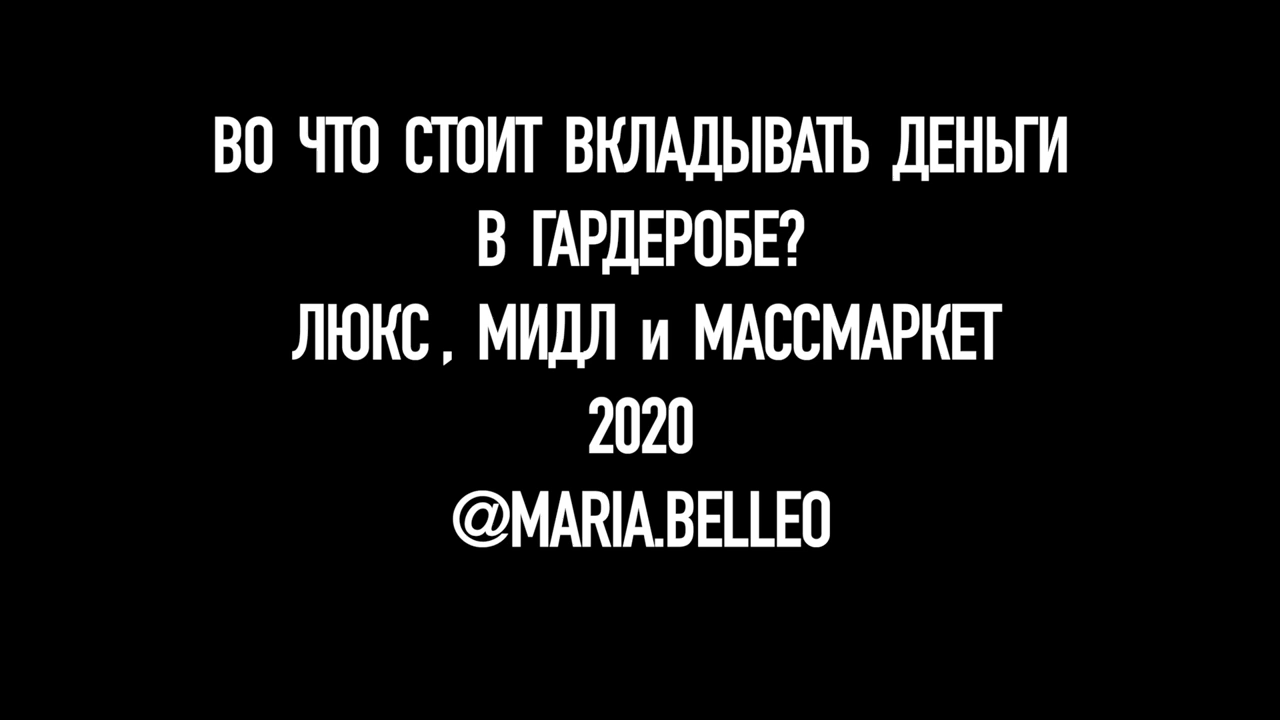 ВО ЧТО СТОИТ ВКЛАДЫВАТЬ ДЕНЬГИ
В ГАРДЕРОБЕ?
ЛЮКС , МИДЛ и МАССМАРКЕТ
2020
@MARIA.BELLEO